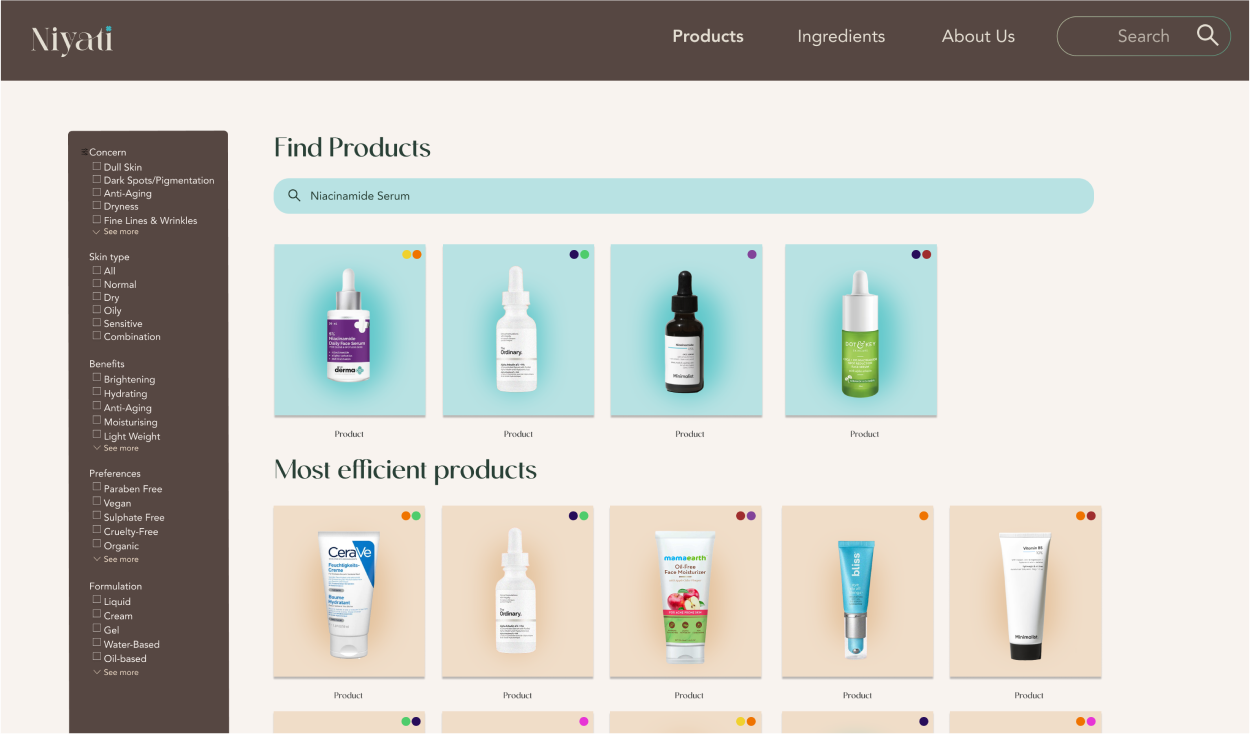 Niyati
Products
Ingredients
About Us
Search
Concern
Dull Skin
Dark Spots/Pigmentation
Anti-Aging
Dryness
Fine Lines & Wrinkles
See more
Skin type
All
Normal
Dry
Oily
Sensitive
Combination
Benefits
Brightening
Hydrating
Anti-Aging
Moisturising
Light Weight
See more
Preferences
Paraben Free
Vegan
Sulphate Free
Cruelty-Free
Organic
See more
Formulation
Liquid
Cream
Gel
Water-Based
Oil-based
See more
Find Products
Niacinamide Serum
5%
Niacinamide
Daily Face Serum
derma
The
Ordinary.
Minimalist
DOT & KEY
Product
Product
Product
Product
Most efficient products
CeraVe
Feuchtigkeits-
Creme
Baume
Hydratant
The
Ordinary.
mamaearth
Oil-Free
Face Moisturizer
bliss
Vitamin B5
10%
Minimalist
Product
Product
Product
Product
Product